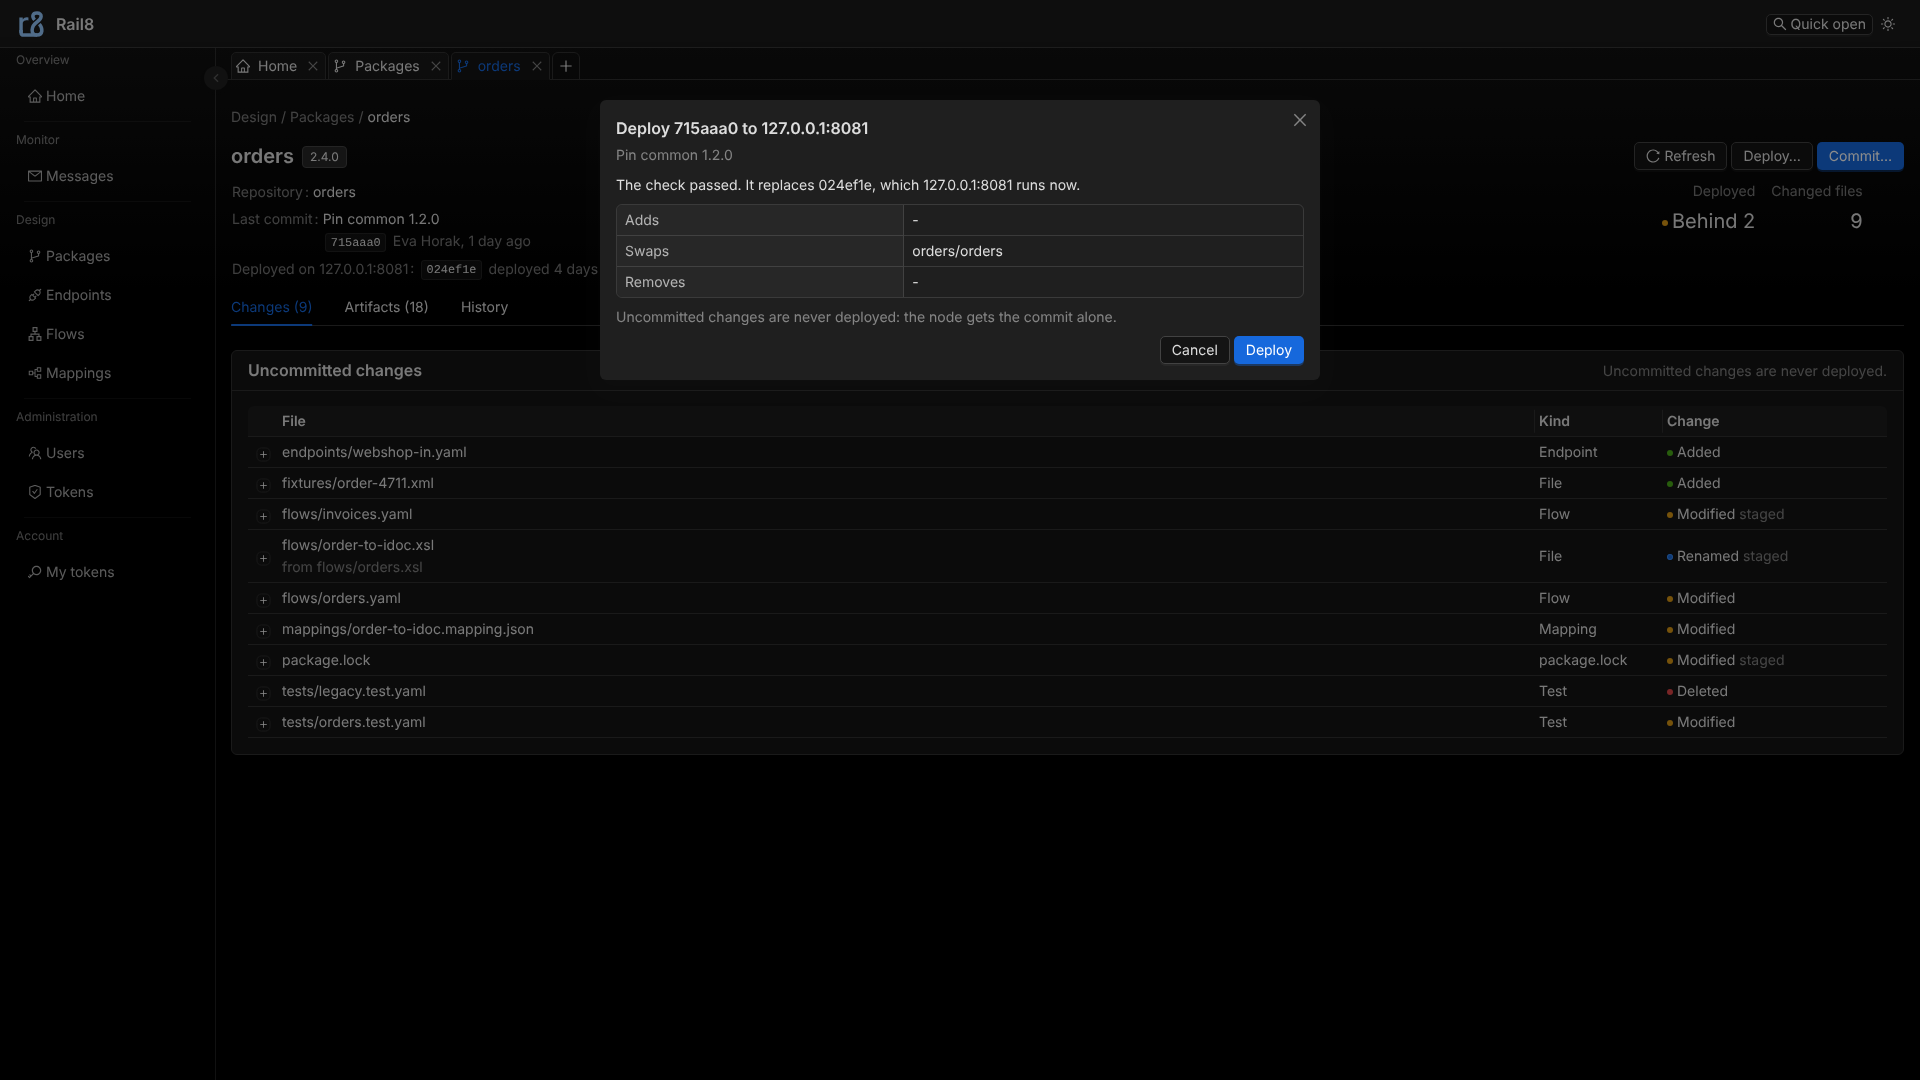 r8 Rail8
Quick open
Overview
Home
Monitor
Messages
Design
Packages
Endpoints
Flows
Mappings
Administration
Users
Tokens
Account
My tokens
Home
Packages
orders
Design / Packages / orders
orders 2.4.0
Refresh
Deploy...
Commit...
Repository: orders
Last commit: Pin common 1.2.0
715aaa0 Eva Horak, 1 day ago
Deployed on 127.0.0.1:8081: 024ef1e deployed 4 days
Deployed
Behind 2
Changed files
9
Changes (9)
Artifacts (18)
History
Deploy 715aaa0 to 127.0.0.1:8081
Pin common 1.2.0
The check passed. It replaces 024ef1e, which 127.0.0.1:8081 runs now.
Adds -
Swaps orders/orders
Removes -
Uncommitted changes are never deployed: the node gets the commit alone.
Cancel
Deploy
Uncommitted changes
Uncommitted changes are never deployed.
File Kind Change
endpoints/webshop-in.yaml Endpoint Added
fixtures/order-4711.xml File Added
flows/invoices.yaml Flow Modified staged
flows/order-to-idoc.xsl File Renamed staged
from flows/orders.xsl
flows/orders.yaml Flow Modified
mappings/order-to-idoc.mapping.json Mapping Modified
package.lock package.lock Modified staged
tests/legacy.test.yaml Test Deleted
tests/orders.test.yaml Test Modified